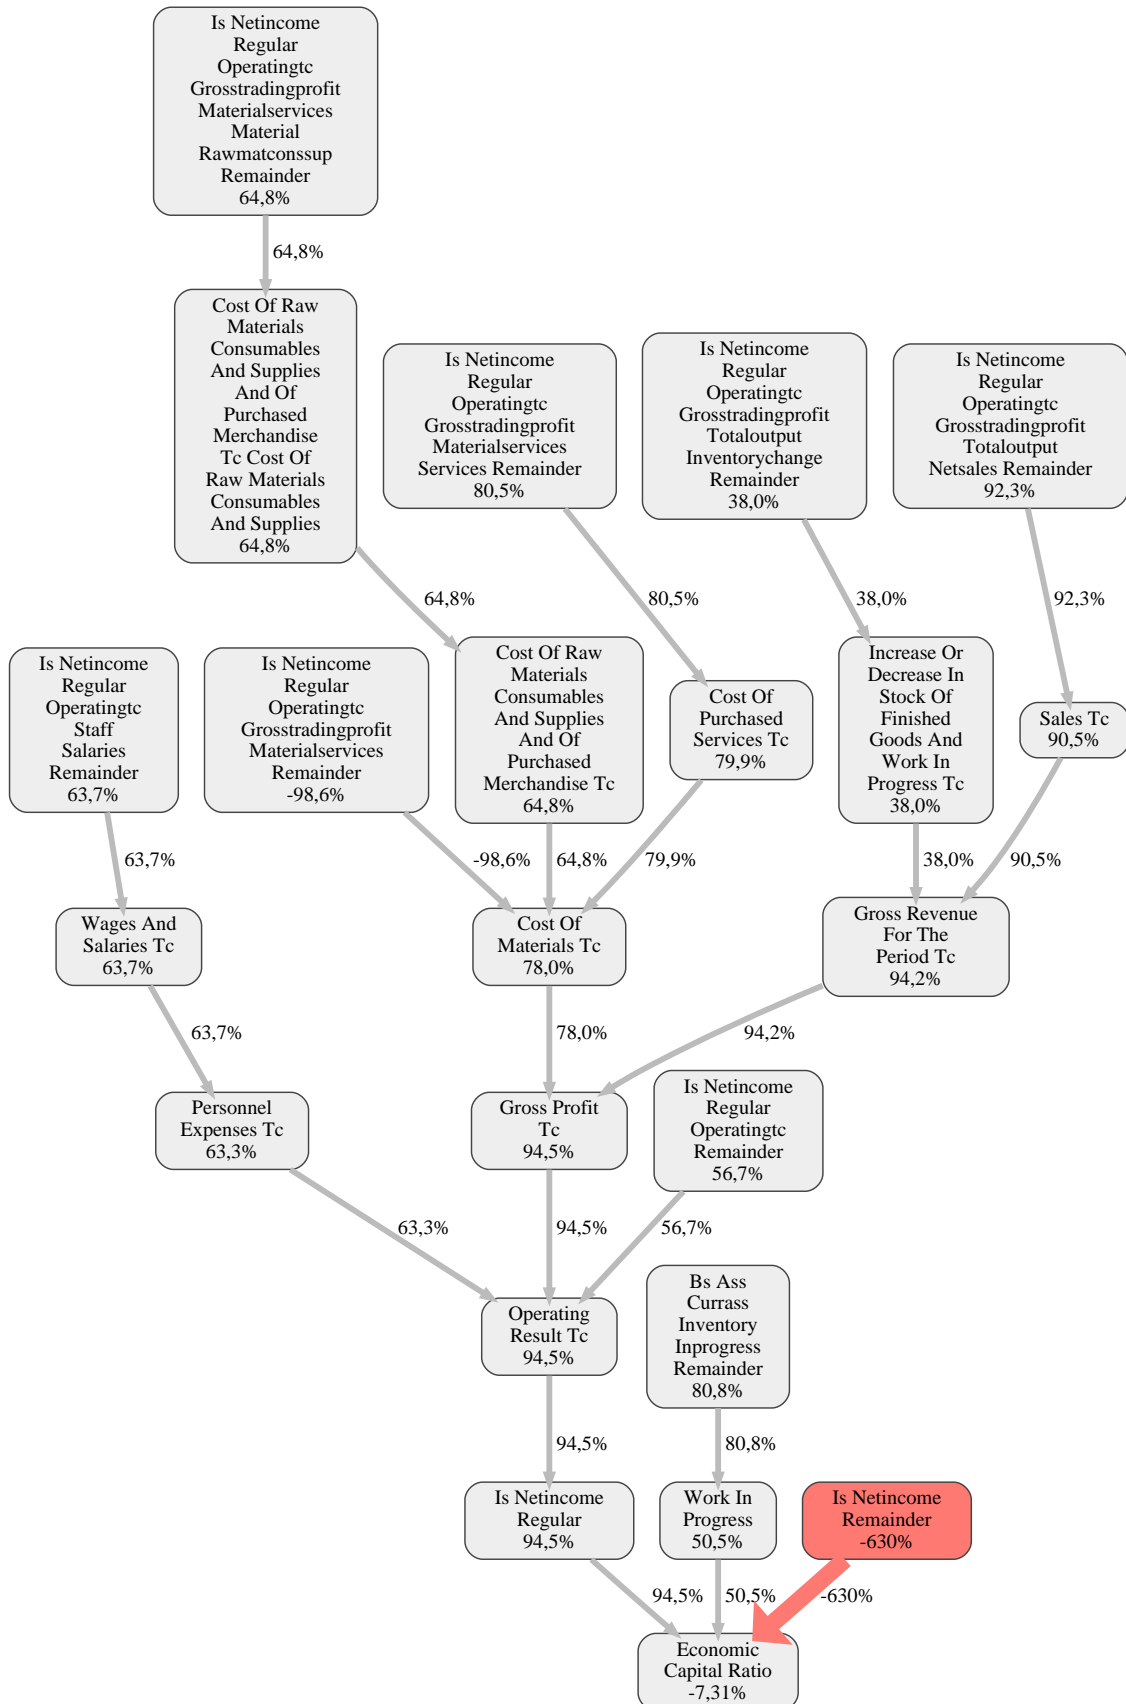 Is Netincome
Regular
Operatingtc
Grosstradingprofit
Materialservices
Material
Rawmatconssup
Remainder
64,8%
64,8%
Cost Of Raw
Materials
Consumables
And Supplies
And Of
Purchased
Merchandise
Tc Cost Of
Raw Materials
Consumables
And Supplies
64,8%
Is Netincome
Regular
Operatingtc
Grosstradingprofit
Materialservices
Services Remainder
80,5%
Is Netincome
Regular
Operatingtc
Grosstradingprofit
Totaloutput
Inventorychange
Remainder
38,0%
Is Netincome
Regular
Operatingtc
Grosstradingprofit
Totaloutput
Netsales Remainder
92,3%
64,8%
80,5%
38,0%
92,3%
Is Netincome
Regular
Operatingtc
Staff
Salaries
Remainder
63,7%
Is Netincome
Regular
Operatingtc
Grosstradingprofit
Materialservices
Remainder
-98,6%
Cost Of Raw
Materials
Consumables
And Supplies
And Of
Purchased
Merchandise Tc
64,8%
Cost Of
Purchased
Services Tc
79,9%
Increase Or
Decrease In
Stock Of
Finished
Goods And
Work In
Progress Tc
38,0%
Sales Tc
90,5%
63,7%
-98,6%
64,8%
79,9%
38,0%
90,5%
Wages And
Salaries Tc
63,7%
Cost Of
Materials Tc
78,0%
Gross Revenue
For The
Period Tc
94,2%
63,7%
78,0%
94,2%
Personnel
Expenses Tc
63,3%
Gross Profit
Tc
94,5%
Is Netincome
Regular
Operatingtc
Remainder
56,7%
63,3%
94,5%
56,7%
Operating
Result Tc
94,5%
Bs Ass
Currass
Inventory
Inprogress
Remainder
80,8%
94,5%
80,8%
Is Netincome
Regular
94,5%
Work In
Progress
50,5%
Is Netincome
Remainder
-630%
94,5%
50,5%
-630%
Economic
Capital Ratio
-7,31%